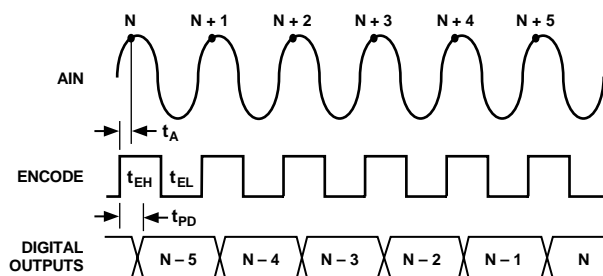 N N + 1 N + 2 N + 3 N + 4 N + 5
AIN
tA
ENCODE tEH tEL
tPD
DIGITAL
OUTPUTS N – 5 N – 4 N – 3 N – 2 N – 1 N